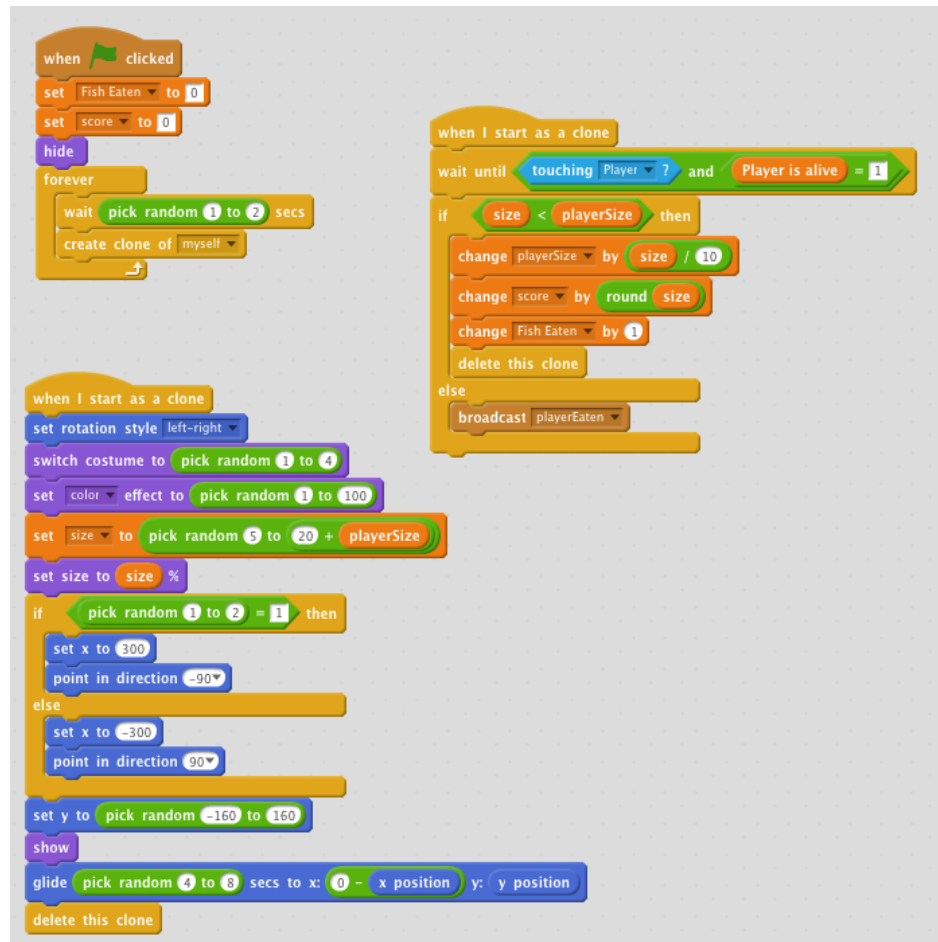 when clicked
set Fish Eaten to 0
set score to 0
hide
forever
wait pick random 1 to 2 secs
create clone of myself
when I start as a clone
wait until touching Player ? and Player is alive = 1
if size < playerSize then
change playerSize by size / 10
change score by round size
change Fish Eaten by 1
delete this clone
else
broadcast playerEaten
when I start as a clone
set rotation style left-right
switch costume to pick random 1 to 4
set color effect to pick random 1 to 100
set size to pick random 5 to 20 + playerSize
set size to size %
if pick random 1 to 2 = 1 then
set x to 300
point in direction -90
else
set x to -300
point in direction 90
set y to pick random -160 to 160
show
glide pick random 4 to 8 secs to x: 0 - x position y: y position
delete this clone